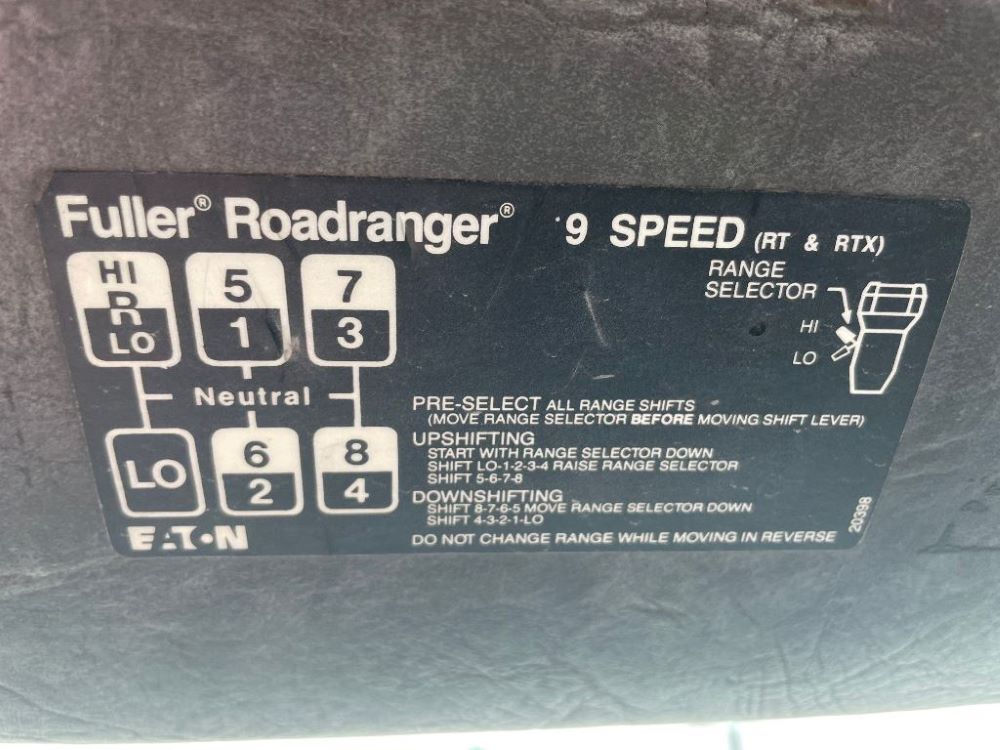 Fuller® Roadranger® 9 SPEED (RT & RTX)
HI
R
LO
5
1
7
3
Neutral
LO
6
2
8
4
EATON
RANGE
SELECTOR
HI
LO
PRE-SELECT ALL RANGE SHIFTS
(MOVE RANGE SELECTOR BEFORE MOVING SHIFT LEVER)
UPSHIFTING
START WITH RANGE SELECTOR DOWN
SHIFT LO-1-2-3-4 RAISE RANGE SELECTOR
SHIFT 5-6-7-8
DOWNSHIFTING
SHIFT 8-7-6-5 MOVE RANGE SELECTOR DOWN
SHIFT 4-3-2-1-LO
DO NOT CHANGE RANGE WHILE MOVING IN REVERSE
20398